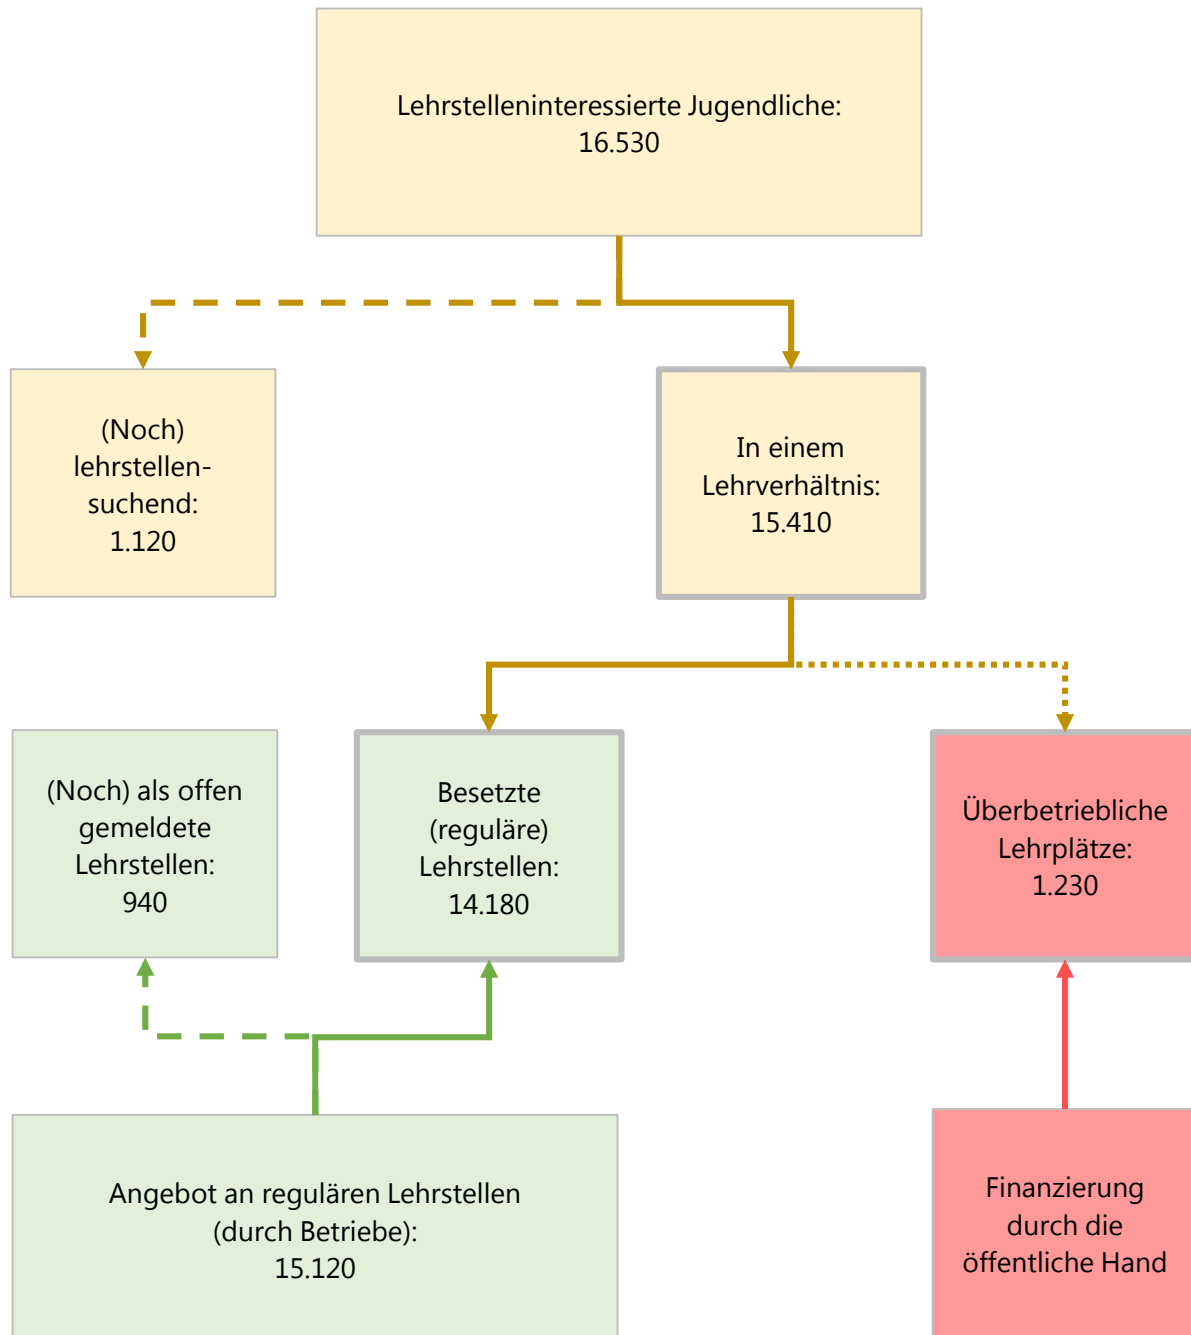 Lehrstelleninteressierte Jugendliche:
16.530
(Noch)
lehrstellen-
suchend:
1.120
In einem
Lehrverhältnis:
15.410
(Noch) als offen
gemeldete
Lehrstellen:
940
Besetzte
(reguläre)
Lehrstellen:
14.180
Überbetriebliche
Lehrplätze:
1.230
Angebot an regulären Lehrstellen
(durch Betriebe):
15.120
Finanzierung
durch die
öffentliche Hand